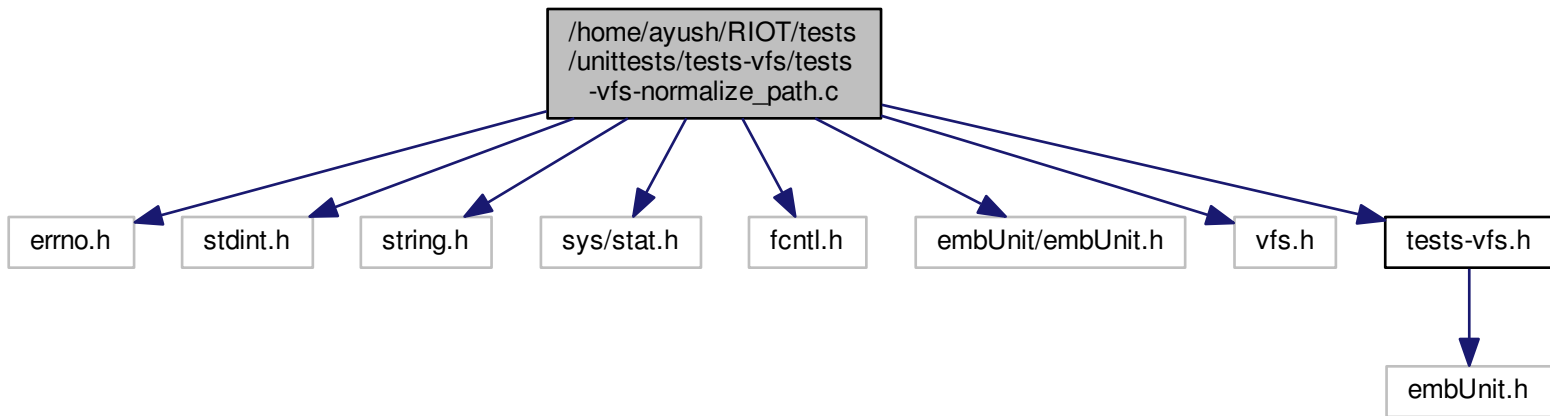 /home/ayush/RIOT/tests
/unittests/tests-vfs/tests
-vfs-normalize_path.c
errno.h
stdint.h
string.h
sys/stat.h
fcntl.h
embUnit/embUnit.h
vfs.h
tests-vfs.h
embUnit.h